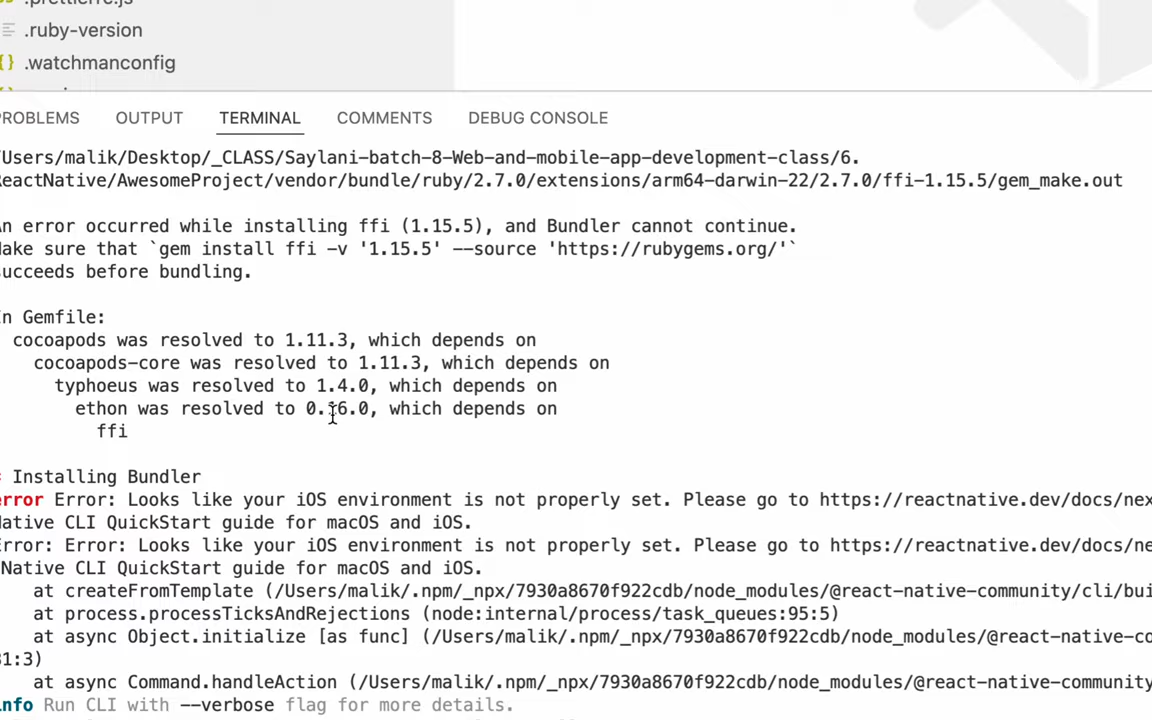 .prettierrc.js
.ruby-version
{} .watchmanconfig
PROBLEMS OUTPUT TERMINAL COMMENTS DEBUG CONSOLE
/Users/malik/Desktop/_CLASS/Saylani-batch-8-Web-and-mobile-app-development-class/6.
ReactNative/AwesomeProject/vendor/bundle/ruby/2.7.0/extensions/arm64-darwin-22/2.7.0/ffi-1.15.5/gem_make.out
An error occurred while installing ffi (1.15.5), and Bundler cannot continue.
Make sure that `gem install ffi -v '1.15.5' --source 'https://rubygems.org/'`
succeeds before bundling.
In Gemfile:
cocoapods was resolved to 1.11.3, which depends on
cocoapods-core was resolved to 1.11.3, which depends on
typhoeus was resolved to 1.4.0, which depends on
ethon was resolved to 0.16.0, which depends on
ffi
Installing Bundler
error Error: Looks like your iOS environment is not properly set. Please go to https://reactnative.dev/docs/nex
Native CLI QuickStart guide for macOS and iOS.
Error: Error: Looks like your iOS environment is not properly set. Please go to https://reactnative.dev/docs/ne
Native CLI QuickStart guide for macOS and iOS.
at createFromTemplate (/Users/malik/.npm/_npx/7930a8670f922cdb/node_modules/@react-native-community/cli/bui
at process.processTicksAndRejections (node:internal/process/task_queues:95:5)
at async Object.initialize [as func] (/Users/malik/.npm/_npx/7930a8670f922cdb/node_modules/@react-native-co
31:3)
at async Command.handleAction (/Users/malik/.npm/_npx/7930a8670f922cdb/node_modules/@react-native-community
info Run CLI with --verbose flag for more details.